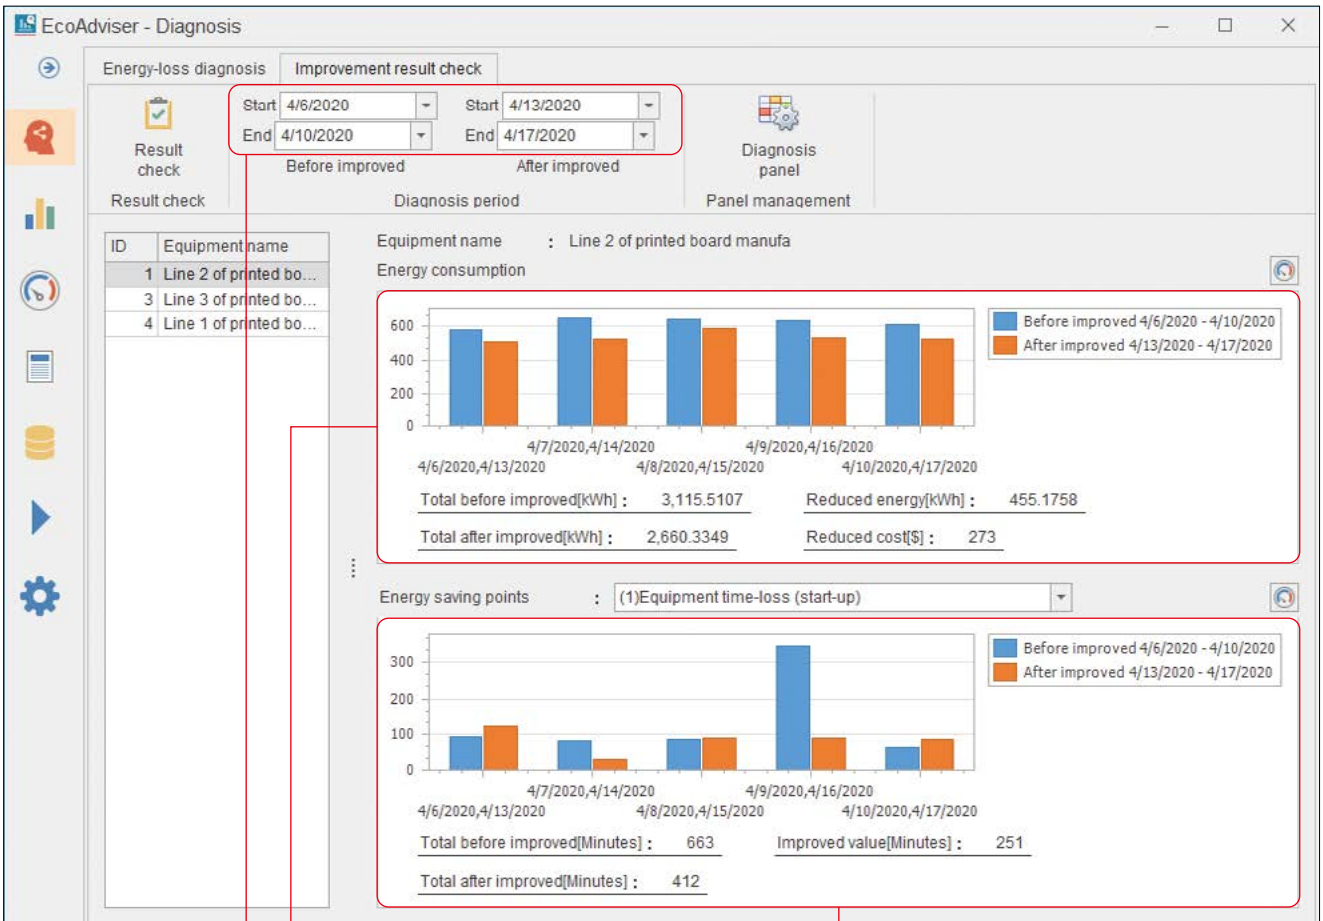 EcoAdviser - Diagnosis
Energy-loss diagnosis Improvement result check
Start 4/6/2020 Start 4/13/2020
End 4/10/2020 End 4/17/2020
Result check
Before improved After improved
Diagnosis panel
Result check Diagnosis period Panel management
ID Equipment name
1 Line 2 of printed bo...
3 Line 3 of printed bo...
4 Line 1 of printed bo...
Equipment name : Line 2 of printed board manufa
Energy consumption
600
400
200
0
4/7/2020,4/14/2020 4/9/2020,4/16/2020
4/6/2020,4/13/2020 4/8/2020,4/15/2020 4/10/2020,4/17/2020
Before improved 4/6/2020 - 4/10/2020
After improved 4/13/2020 - 4/17/2020
Total before improved[kWh] : 3,115.5107 Reduced energy[kWh] : 455.1758
Total after improved[kWh] : 2,660.3349 Reduced cost[$] : 273
Energy saving points : (1)Equipment time-loss (start-up)
300
200
100
0
4/7/2020,4/14/2020 4/9/2020,4/16/2020
4/6/2020,4/13/2020 4/8/2020,4/15/2020 4/10/2020,4/17/2020
Before improved 4/6/2020 - 4/10/2020
After improved 4/13/2020 - 4/17/2020
Total before improved[Minutes] : 663 Improved value[Minutes] : 251
Total after improved[Minutes] : 412